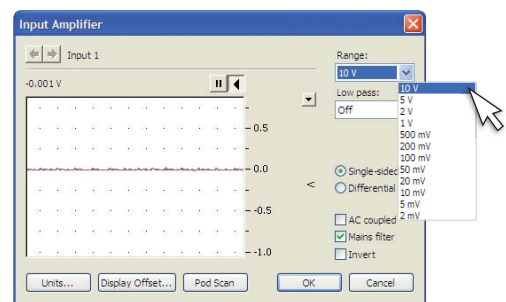 Input Amplifier
Input 1
-0.001 V
0.5
0.0
-0.5
-1.0
<
Range:
10 V
Low pass:
Off
10 V
5 V
2 V
1 V
500 mV
200 mV
100 mV
50 mV
20 mV
10 mV
5 mV
2 mV
Single-sided
Differential
AC coupled
Mains filter
Invert
Units...
Display Offset...
Pod Scan
OK
Cancel